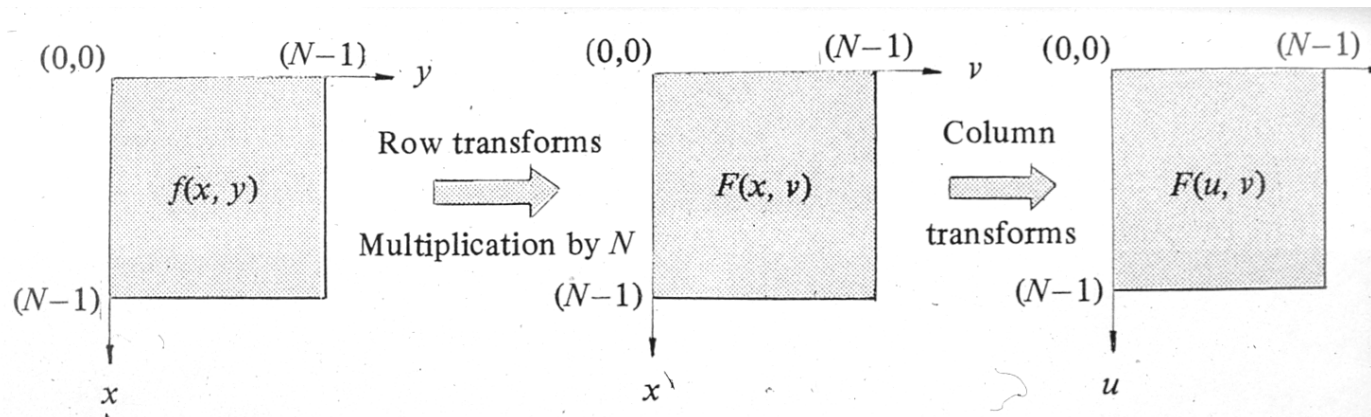 (0,0)
(N−1)
y
f(x, y)
(N−1)
x
Row transforms
Multiplication by N
(0,0)
(N−1)
v
F(x, v)
(N−1)
x
Column
transforms
(0,0)
(N−1)
F(u, v)
(N−1)
u